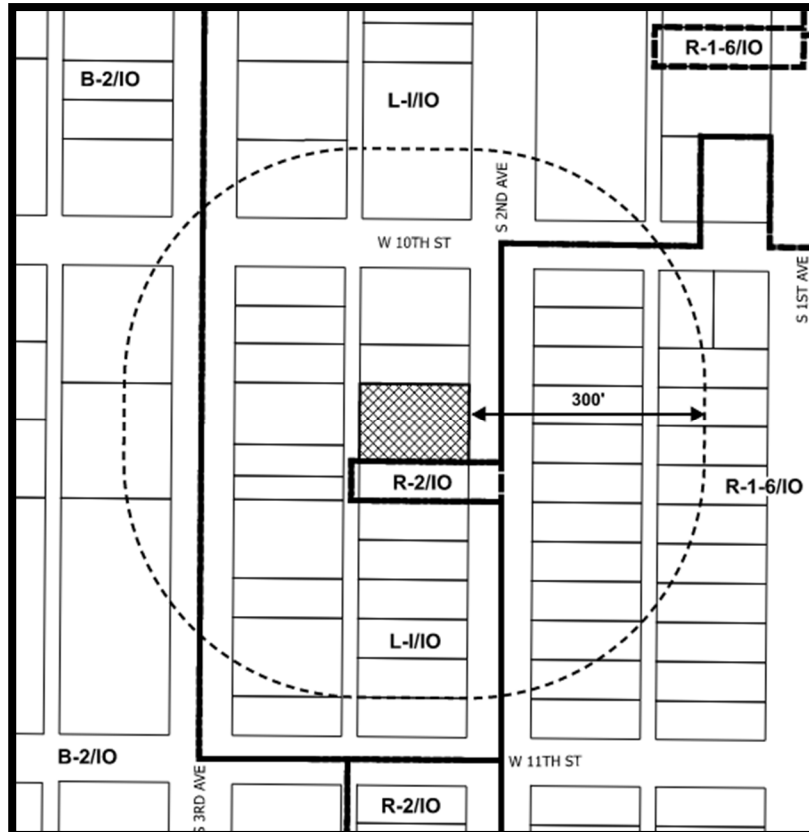 R-1-6/IO
B-2/IO
L-I/IO
S 2ND AVE
W 10TH ST
S 1ST AVE
300'
R-2/IO
R-1-6/IO
L-I/IO
B-2/IO
W 11TH ST
S 3RD AVE
R-2/IO